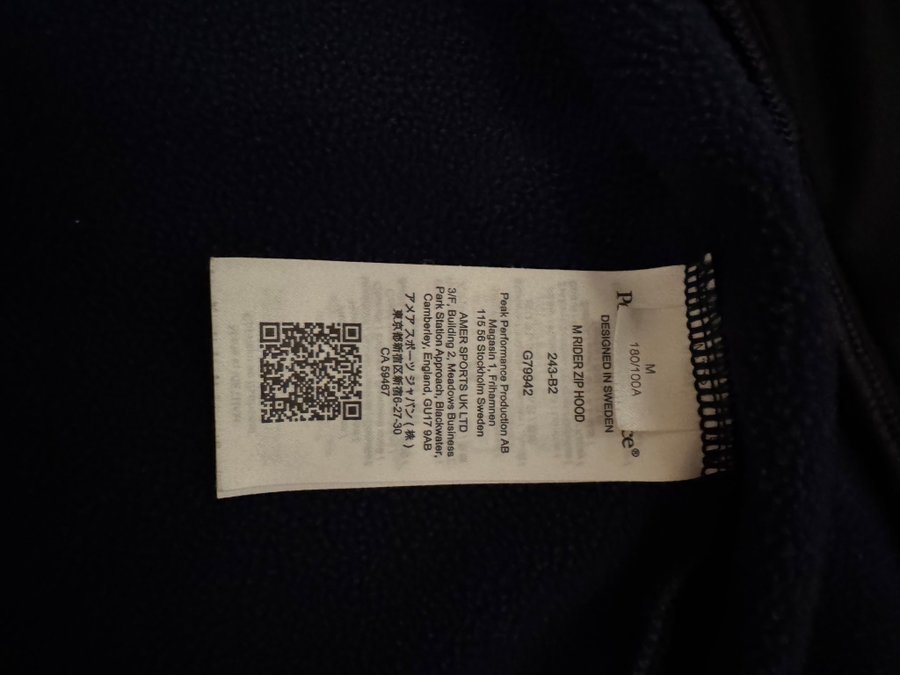 M
180/100A
DESIGNED IN SWEDEN
M RIDER ZIP HOOD
243-B2
G79942
Peak Performance Production AB
Magasin 1, Frihamnen
115 56 Stockholm Sweden
AMER SPORTS UK LTD
3/F, Building 2, Meadows Business
Park Station Approach, Blackwater,
Camberley, England, GU17 9AB
アメア スポーツ ジャパン ( 株 )
東京都新宿区新宿6-27-30
CA 59467